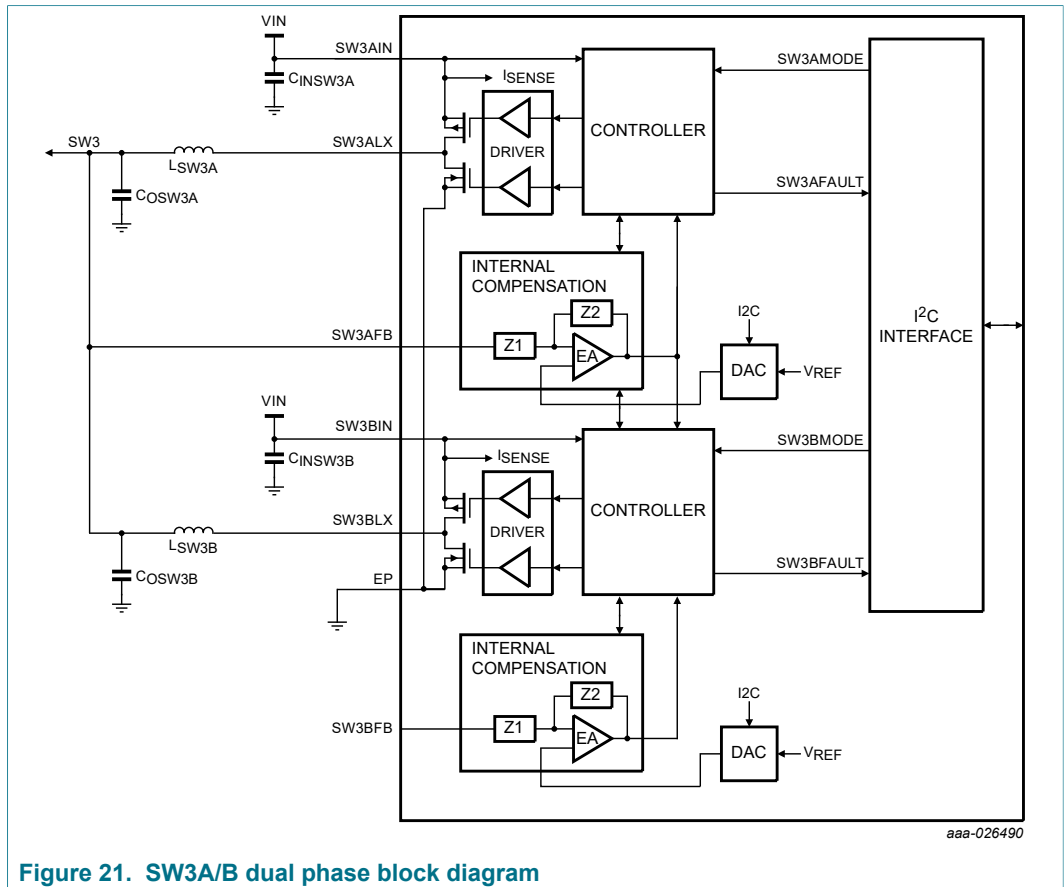 VIN
SW3AIN
CINSW3A
ISENSE
SW3AMODE
CONTROLLER
SW3
SW3ALX
DRIVER
LSW3A
COSW3A
SW3AFAULT
INTERNAL
COMPENSATION
Z2
I2C
I2C
INTERFACE
SW3AFB
Z1
EA
DAC
VREF
VIN
SW3BIN
CINSW3B
ISENSE
SW3BMODE
CONTROLLER
SW3BLX
DRIVER
LSW3B
COSW3B
EP
SW3BFAULT
INTERNAL
COMPENSATION
Z2
I2C
SW3BFB
Z1
EA
DAC
VREF
aaa-026490
Figure 21. SW3A/B dual phase block diagram